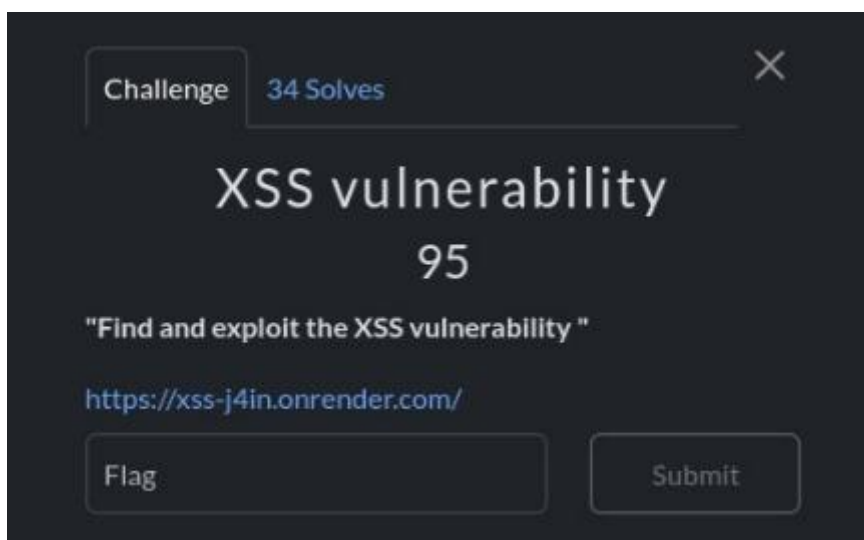 Challenge 34 Solves
XSS vulnerability
95
"Find and exploit the XSS vulnerability "
https://xss-j4in.onrender.com/
Flag Submit